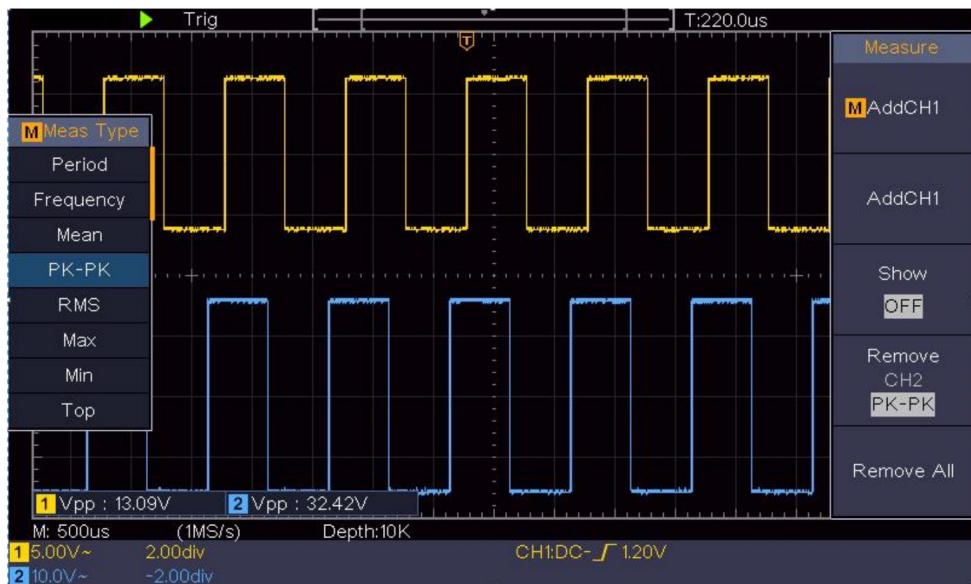 Trig
T:220.0us
T
Measure
M AddCH1
AddCH1
Show
OFF
Remove
CH2
PK-PK
Remove All
M Meas Type
Period
Frequency
Mean
PK-PK
RMS
Max
Min
Top
1 Vpp : 13.09V 2 Vpp : 32.42V
M: 500us (1MS/s) Depth:10K
1 5.00V~ 2.00div CH1:DC- 1.20V
2 10.0V~ -2.00div